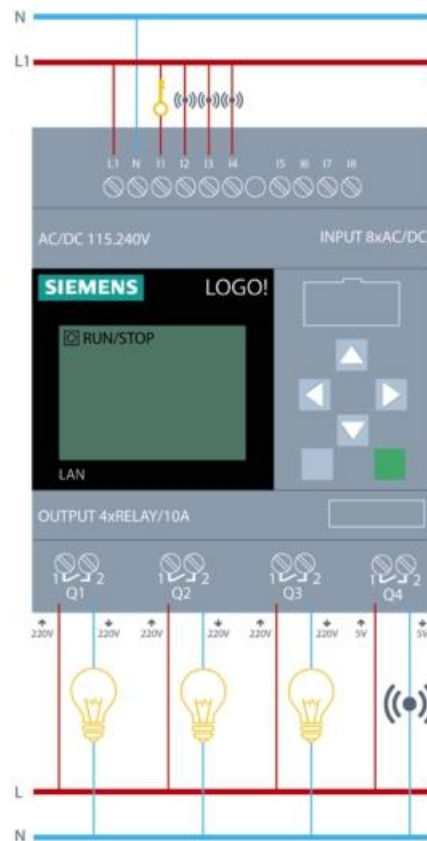 N
L1
L1 N I1 I2 I3 I4 I5 I6 I7 I8
AC/DC 115.240V INPUT 8xAC/DC
SIEMENS LOGO!
RUN/STOP
LAN
OUTPUT 4xRELAY/10A
1 2 1 2 1 2 1 2
Q1 Q2 Q3 Q4
220V 220V 220V 220V 220V 220V 5V 5V
L
N